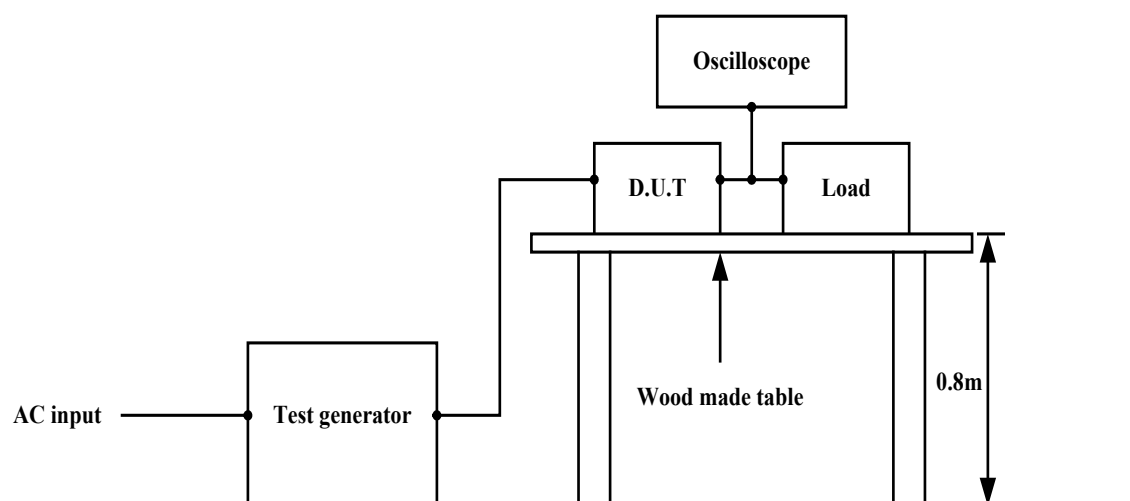 Oscilloscope
D.U.T
Load
0.8m
Wood made table
AC input
Test generator